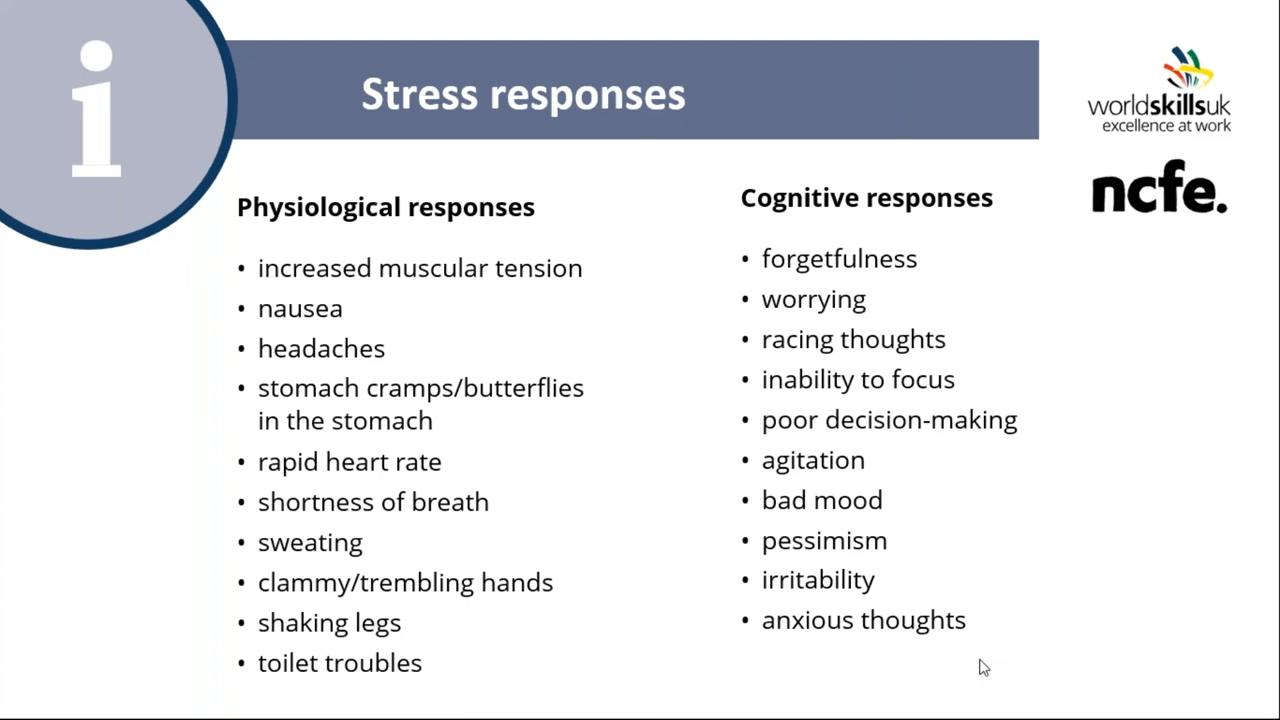 i
Stress responses
worldskillsuk
excellence at work
ncfe.
Physiological responses
• increased muscular tension
• nausea
• headaches
• stomach cramps/butterflies
in the stomach
• rapid heart rate
• shortness of breath
• sweating
• clammy/trembling hands
• shaking legs
• toilet troubles
Cognitive responses
• forgetfulness
• worrying
• racing thoughts
• inability to focus
• poor decision-making
• agitation
• bad mood
• pessimism
• irritability
• anxious thoughts